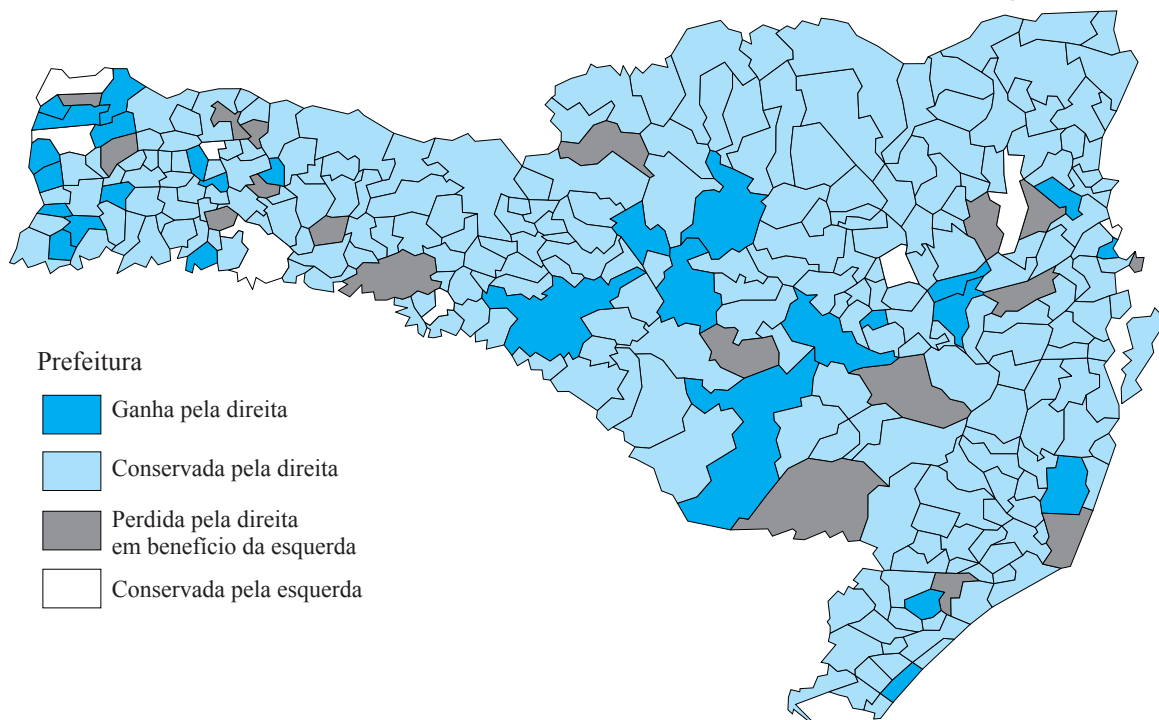 Prefeitura
Ganha pela direita
Conservada pela direita
Perdida pela direita
em benefício da esquerda
Conservada pela esquerda